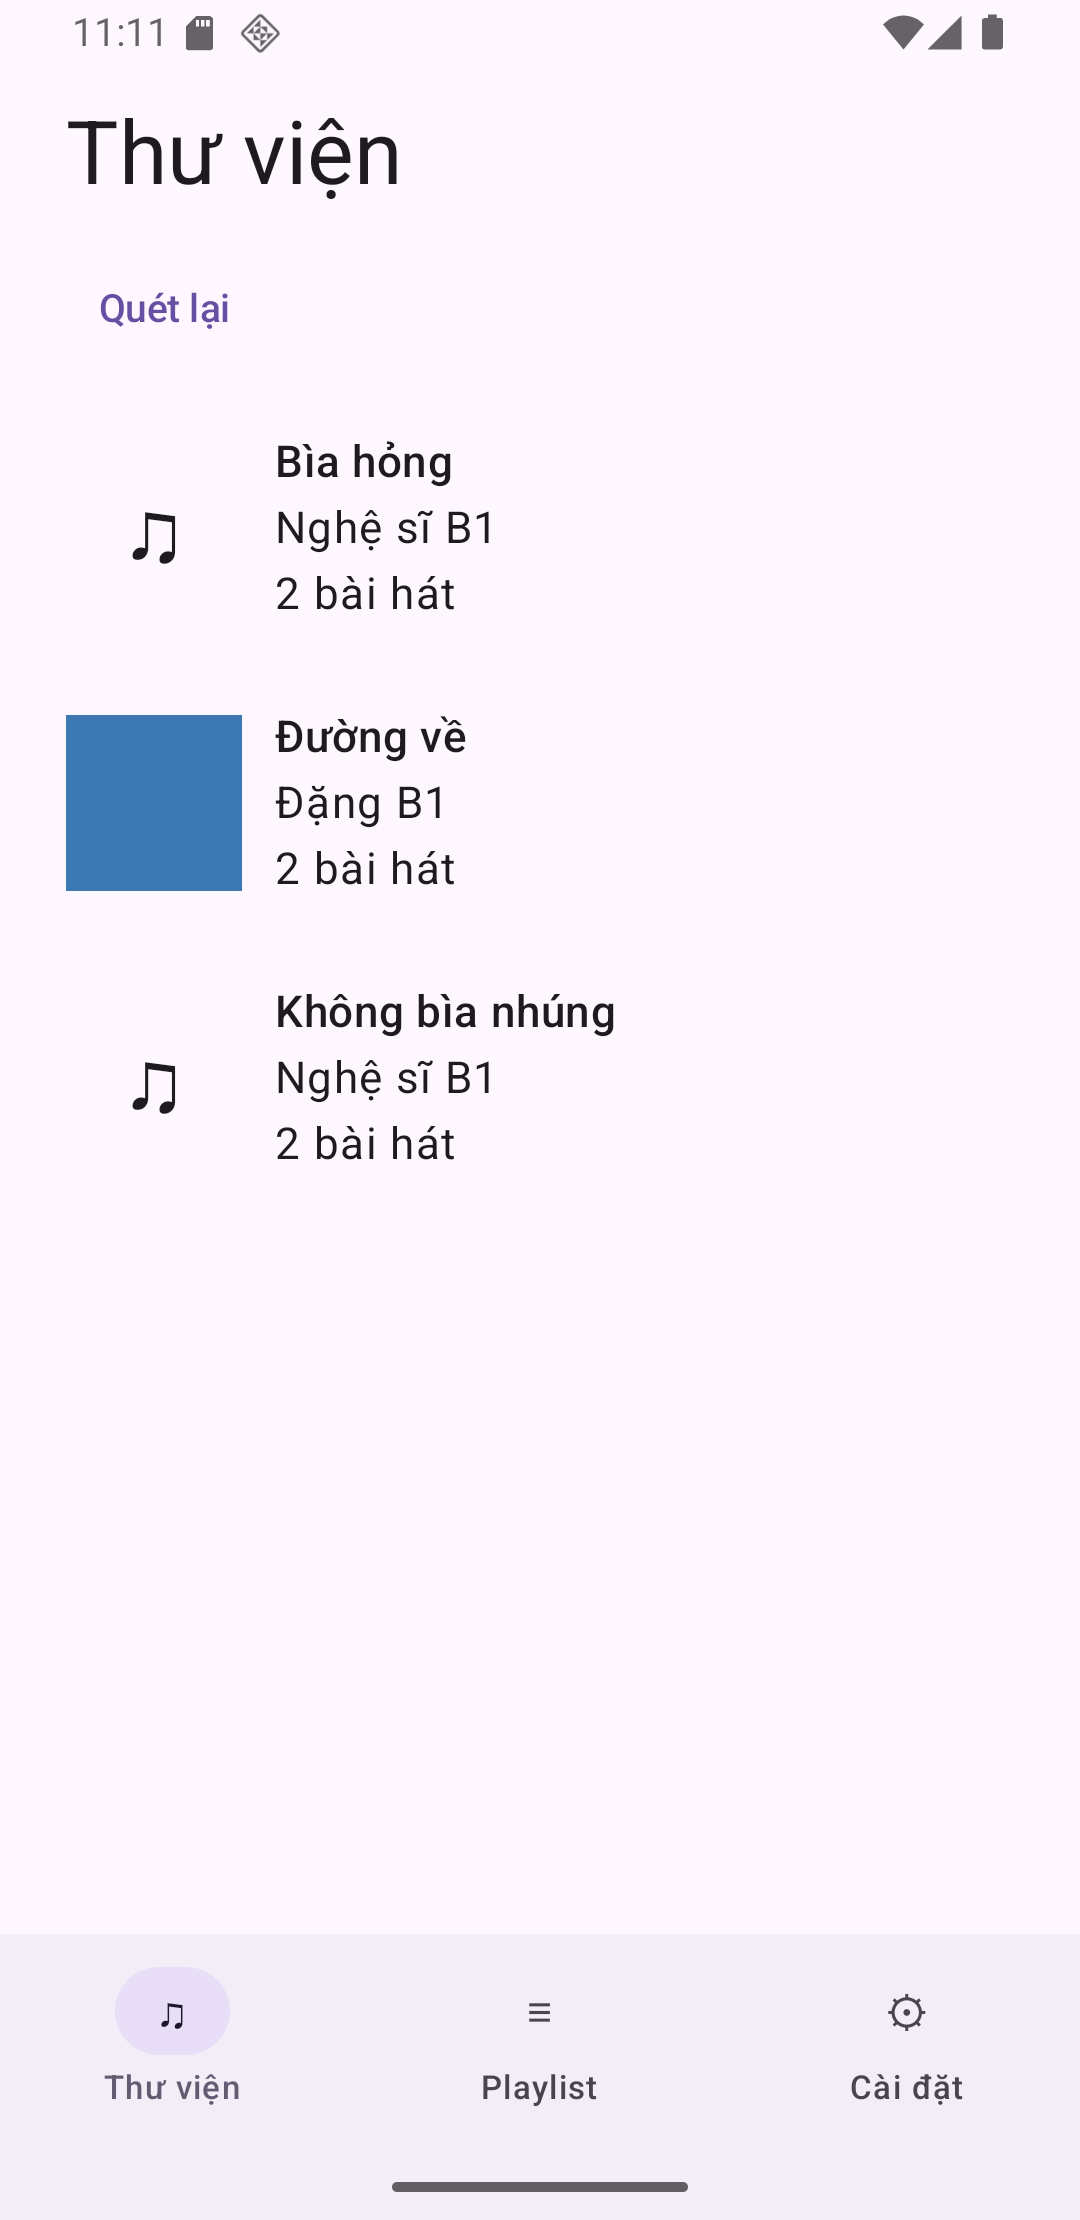 11:11
Thư viện
Quét lại
Bìa hỏng
Nghệ sĩ B1
2 bài hát
Đường về
Đặng B1
2 bài hát
Không bìa nhúng
Nghệ sĩ B1
2 bài hát
Thư viện
Playlist
Cài đặt